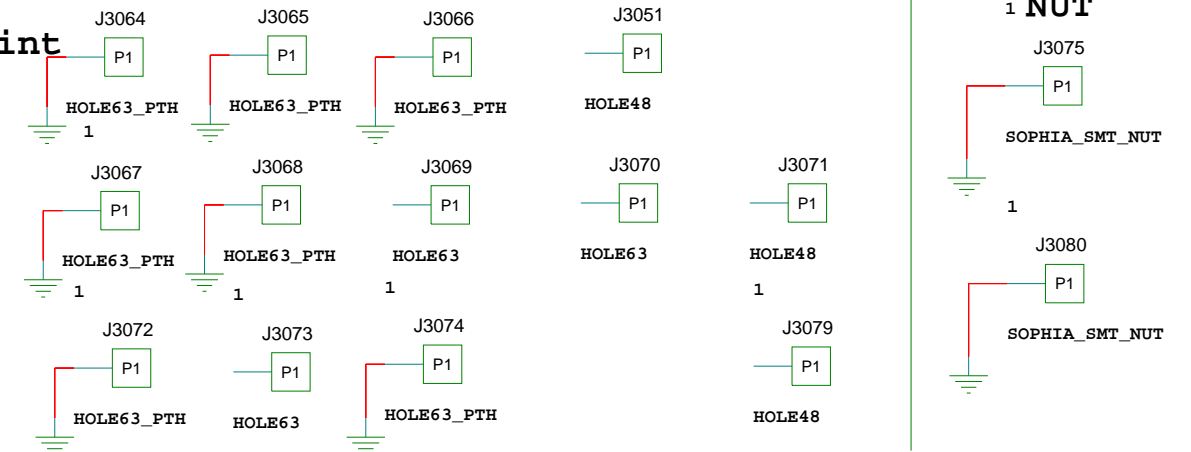 int
1 NUT
J3064 J3065 J3066 J3051
P1 P1 P1 P1
HOLE63_PTH HOLE63_PTH HOLE63_PTH HOLE48
1
J3075
P1
SOPHIA_SMT_NUT
1
J3067 J3068 J3069 J3070 J3071
P1 P1 P1 P1 P1
HOLE63_PTH HOLE63_PTH HOLE63 HOLE63 HOLE48
1 1 1 1
J3080
P1
SOPHIA_SMT_NUT
J3072 J3073 J3074 J3079
P1 P1 P1 P1
HOLE63_PTH HOLE63 HOLE63_PTH HOLE48